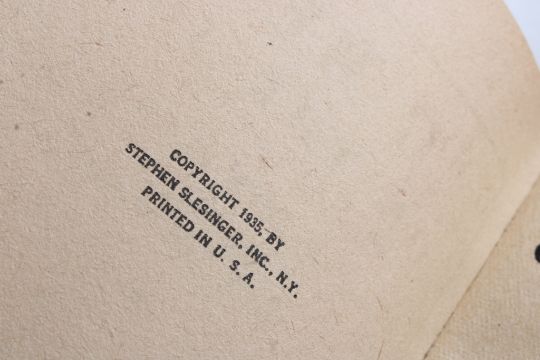 COPYRIGHT 1935, BY
STEPHEN SLESINGER, INC., N.Y.
PRINTED IN U. S. A.